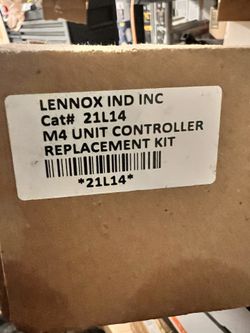 LENNOX IND INC
Cat# 21L14
M4 UNIT CONTROLLER
REPLACEMENT KIT
*21L14*